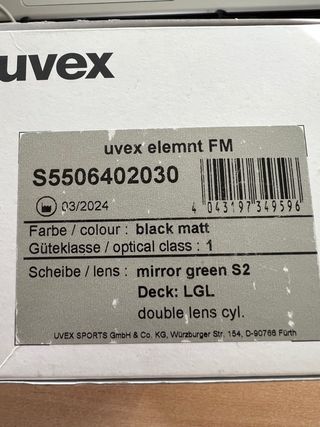 uvex
uvex elemnt FM
S5506402030
03/2024
4 043197 349596
Farbe / colour : black matt
Güteklasse / optical class : 1
Scheibe / lens : mirror green S2
Deck: LGL
double lens cyl.
UVEX SPORTS GmbH & Co. KG, Würzburger Str. 154, D-90766 Fürth